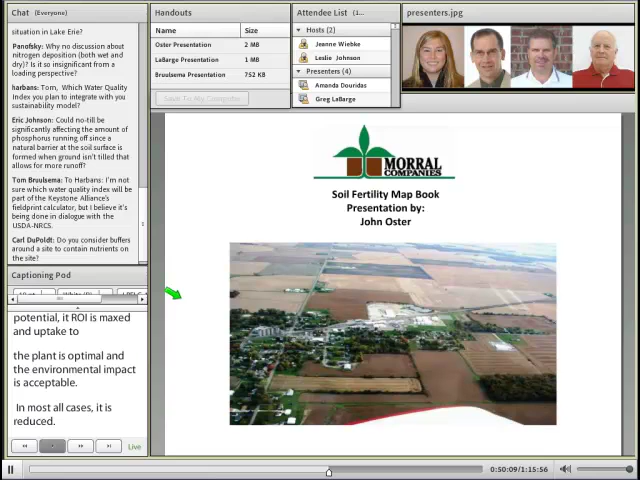 Chat (Everyone)
situation in Lake Erie?
Panofsky: Why no discussion about
nitrogen deposition (both wet and
dry)? Is it so insignificant from a
loading perspective?
harbans: Tom, Which Water Quality
Index you plan to integrate with you
sustainability model?
Eric Johnson: Could no-till be
significantly affecting the amount of
phosphorus running off since a
natural barrier at the soil surface is
formed when ground isn't tilled that
allows for more runoff?
Tom Bruulsema: To Harbans: I'm not
sure which water quality index will be
part of the Keystone Alliance's
fieldprint calculator, but I believe it's
being done in dialogue with the
USDA-NRCS.
Carl DuPoldt: Do you consider buffers
around a site to contain nutrients on
the site?
Captioning Pod
potential, it ROI is maxed
and uptake to
the plant is optimal and
the environmental impact
is acceptable.
In most all cases, it is
reduced.
Live
Handouts
Name Size
Oster Presentation 2 MB
LaBarge Presentation 1 MB
Bruulsema Presentation 752 KB
Save To My Computer
Attendee List (1...
Hosts (2)
Jeanne Wiebke
Leslie Johnson
Presenters (4)
Amanda Douridas
Greg LaBarge
presenters.jpg
MORRAL
COMPANIES
Soil Fertility Map Book
Presentation by:
John Oster
0:50:09/1:15:56